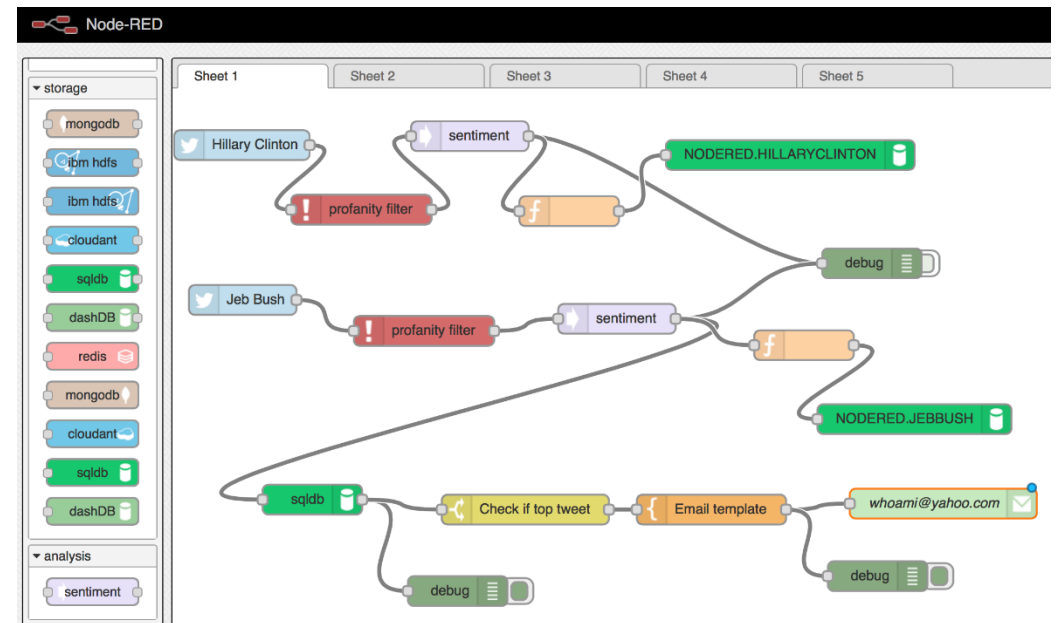 Node-RED
storage
mongodb
ibm hdfs
ibm hdfs
cloudant
sqldb
dashDB
redis
mongodb
cloudant
sqldb
dashDB
analysis
sentiment
Sheet 1
Sheet 2
Sheet 3
Sheet 4
Sheet 5
Hillary Clinton
profanity filter
sentiment
f
NODERED.HILLARYCLINTON
debug
Jeb Bush
profanity filter
sentiment
f
NODERED.JEBBUSH
sqldb
Check if top tweet
Email template
whoami@yahoo.com
debug
debug